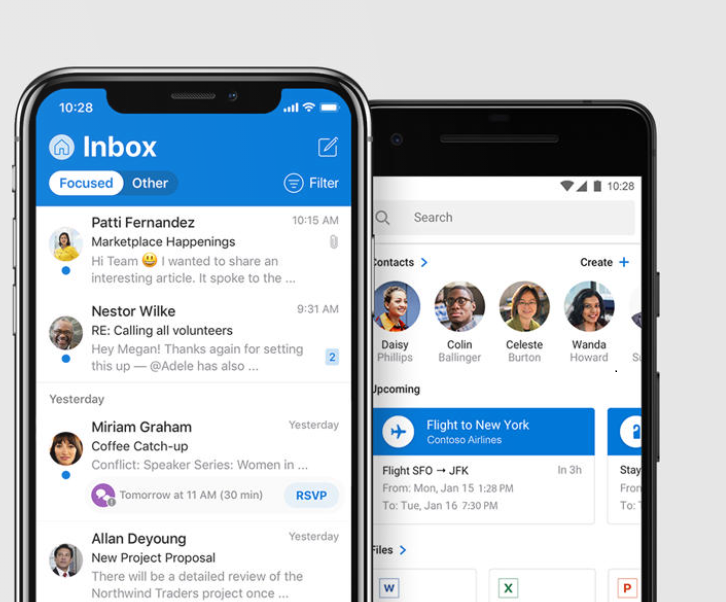 10:28
Inbox
Focused
Other
Filter
Patti Fernandez
10:15 AM
Marketplace Happenings
Hi Team 😃 I wanted to share an
interesting article. It spoke to the ...
Nestor Wilke
9:31 AM
RE: Calling all volunteers
Hey Megan! Thanks again for setting
this up — @Adele has also ...
2
Yesterday
Miriam Graham
Yesterday
Coffee Catch-up
Conflict: Speaker Series: Women in ...
Tomorrow at 11 AM (30 min)
RSVP
Allan Deyoung
Yesterday
New Project Proposal
There will be a detailed review of the
Northwind Traders project once ...
10:28
Search
Contacts
Create +
Daisy
Phillips
Colin
Ballinger
Celeste
Burton
Wanda
Howard
Upcoming
Flight to New York
Contoso Airlines
Flight SFO → JFK
In 3h
From: Mon, Jan 15 1:28 PM
To: Tue, Jan 16 7:30 PM
Stay
From
To: T
Files
W
X
P